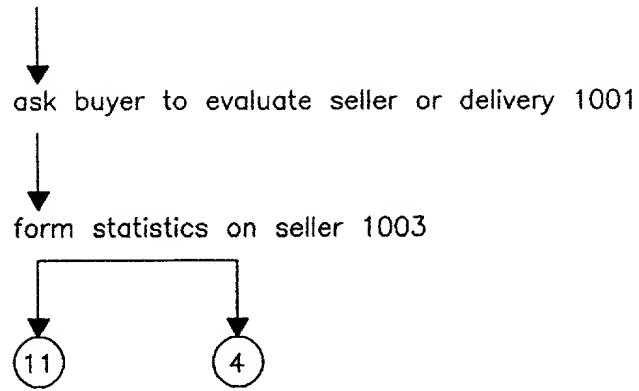 ask buyer to evaluate seller or delivery 1001
form statistics on seller 1003
11 4